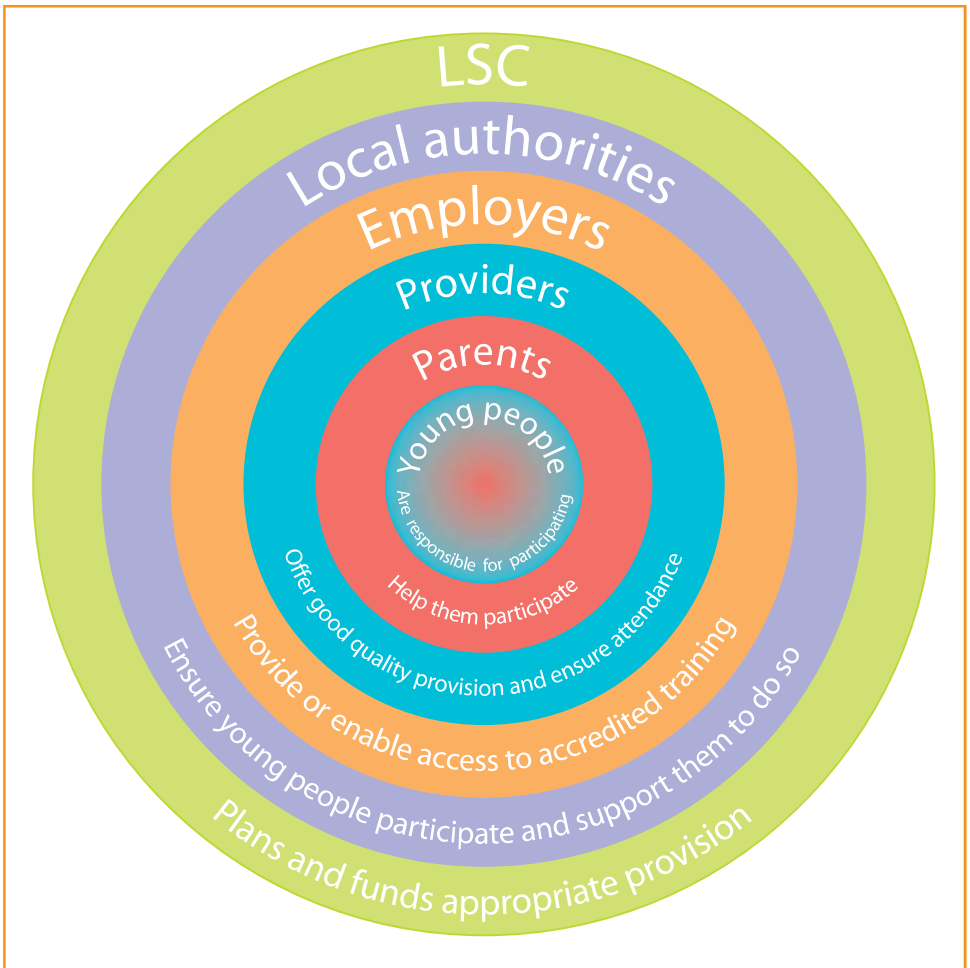 LSC
Local authorities
Employers
Providers
Parents
Young people
Are responsible for participating
Help them participate
Offer good quality provision and ensure attendance
Provide or enable access to accredited training
Ensure young people participate and support them to do so
Plans and funds appropriate provision